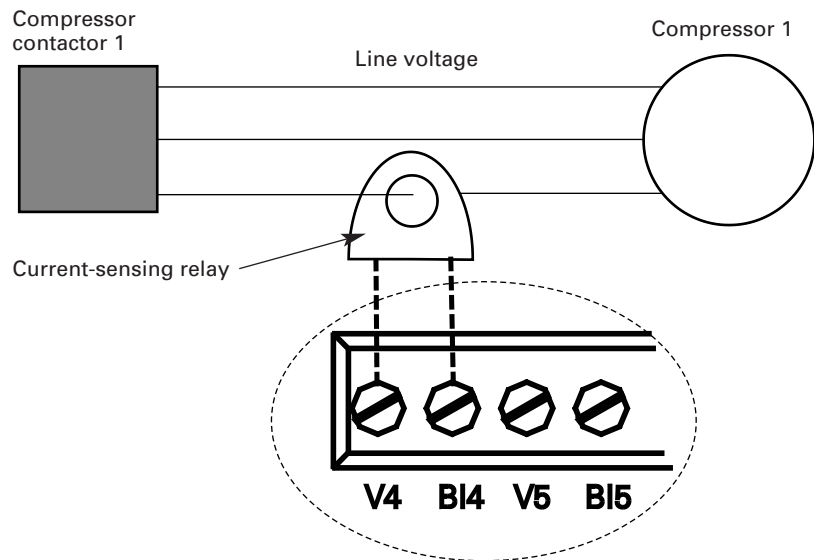 Compressor
contactor 1
Compressor 1
Line voltage
Current-sensing relay
V4 BI4 V5 BI5